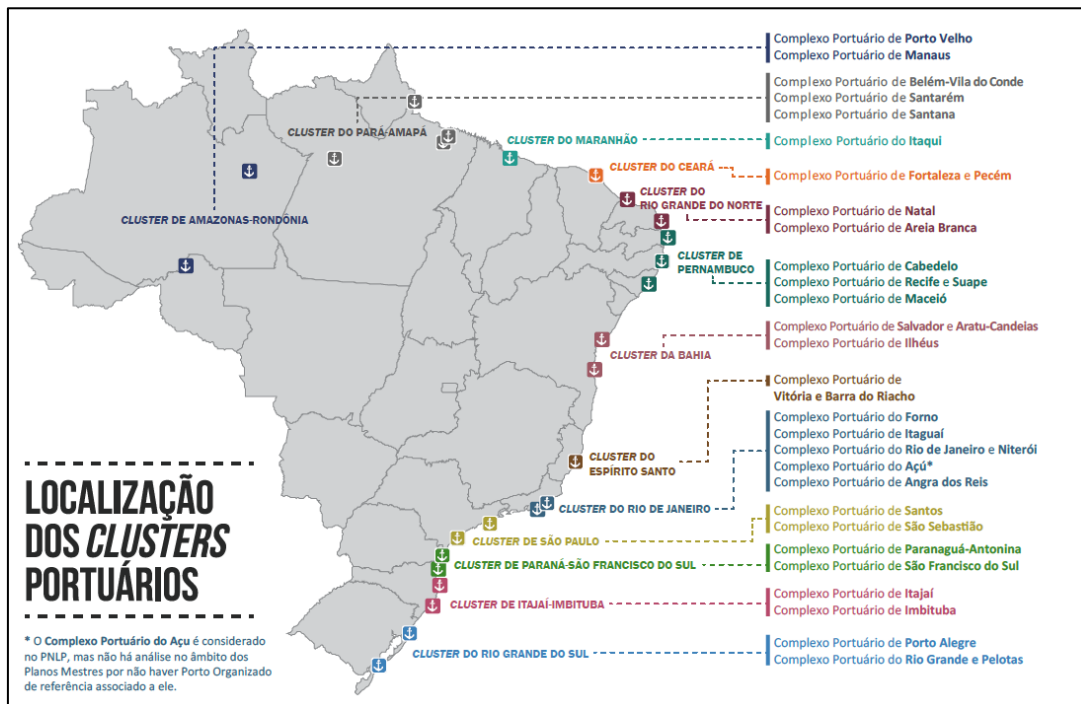 Complexo Portuário de Porto Velho
Complexo Portuário de Manaus
Complexo Portuário de Belém-Vila do Conde
Complexo Portuário de Santarém
Complexo Portuário de Santana
CLUSTER DO PARÁ-AMAPÁ
CLUSTER DO MARANHÃO
Complexo Portuário do Itaqui
CLUSTER DO CEARÁ
Complexo Portuário de Fortaleza e Pecém
CLUSTER DO
RIO GRANDE DO NORTE
Complexo Portuário de Natal
Complexo Portuário de Areia Branca
CLUSTER DE AMAZONAS-RONDÔNIA
CLUSTER DE
PERNAMBUCO
Complexo Portuário de Cabedelo
Complexo Portuário de Recife e Suape
Complexo Portuário de Maceió
Complexo Portuário de Salvador e Aratu-Candeias
Complexo Portuário de Ilhéus
CLUSTER DA BAHIA
Complexo Portuário de
Vitória e Barra do Riacho
CLUSTER DO
ESPÍRITO SANTO
Complexo Portuário do Forno
Complexo Portuário de Itaguaí
Complexo Portuário do Rio de Janeiro e Niterói
Complexo Portuário do Açú*
Complexo Portuário de Angra dos Reis
CLUSTER DO RIO DE JANEIRO
Complexo Portuário de Santos
Complexo Portuário de São Sebastião
CLUSTER DE SÃO PAULO
Complexo Portuário de Paranaguá-Antonina
Complexo Portuário de São Francisco do Sul
CLUSTER DE PARANÁ-SÃO FRANCISCO DO SUL
Complexo Portuário de Itajaí
Complexo Portuário de Imbituba
CLUSTER DE ITAJAÍ-IMBITUBA
Complexo Portuário de Porto Alegre
Complexo Portuário do Rio Grande e Pelotas
CLUSTER DO RIO GRANDE DO SUL
LOCALIZAÇÃO
DOS CLUSTERS
PORTUÁRIOS
* O Complexo Portuário do Açu é considerado
no PNLP, mas não há análise no âmbito dos
Planos Mestres por não haver Porto Organizado
de referência associado a ele.